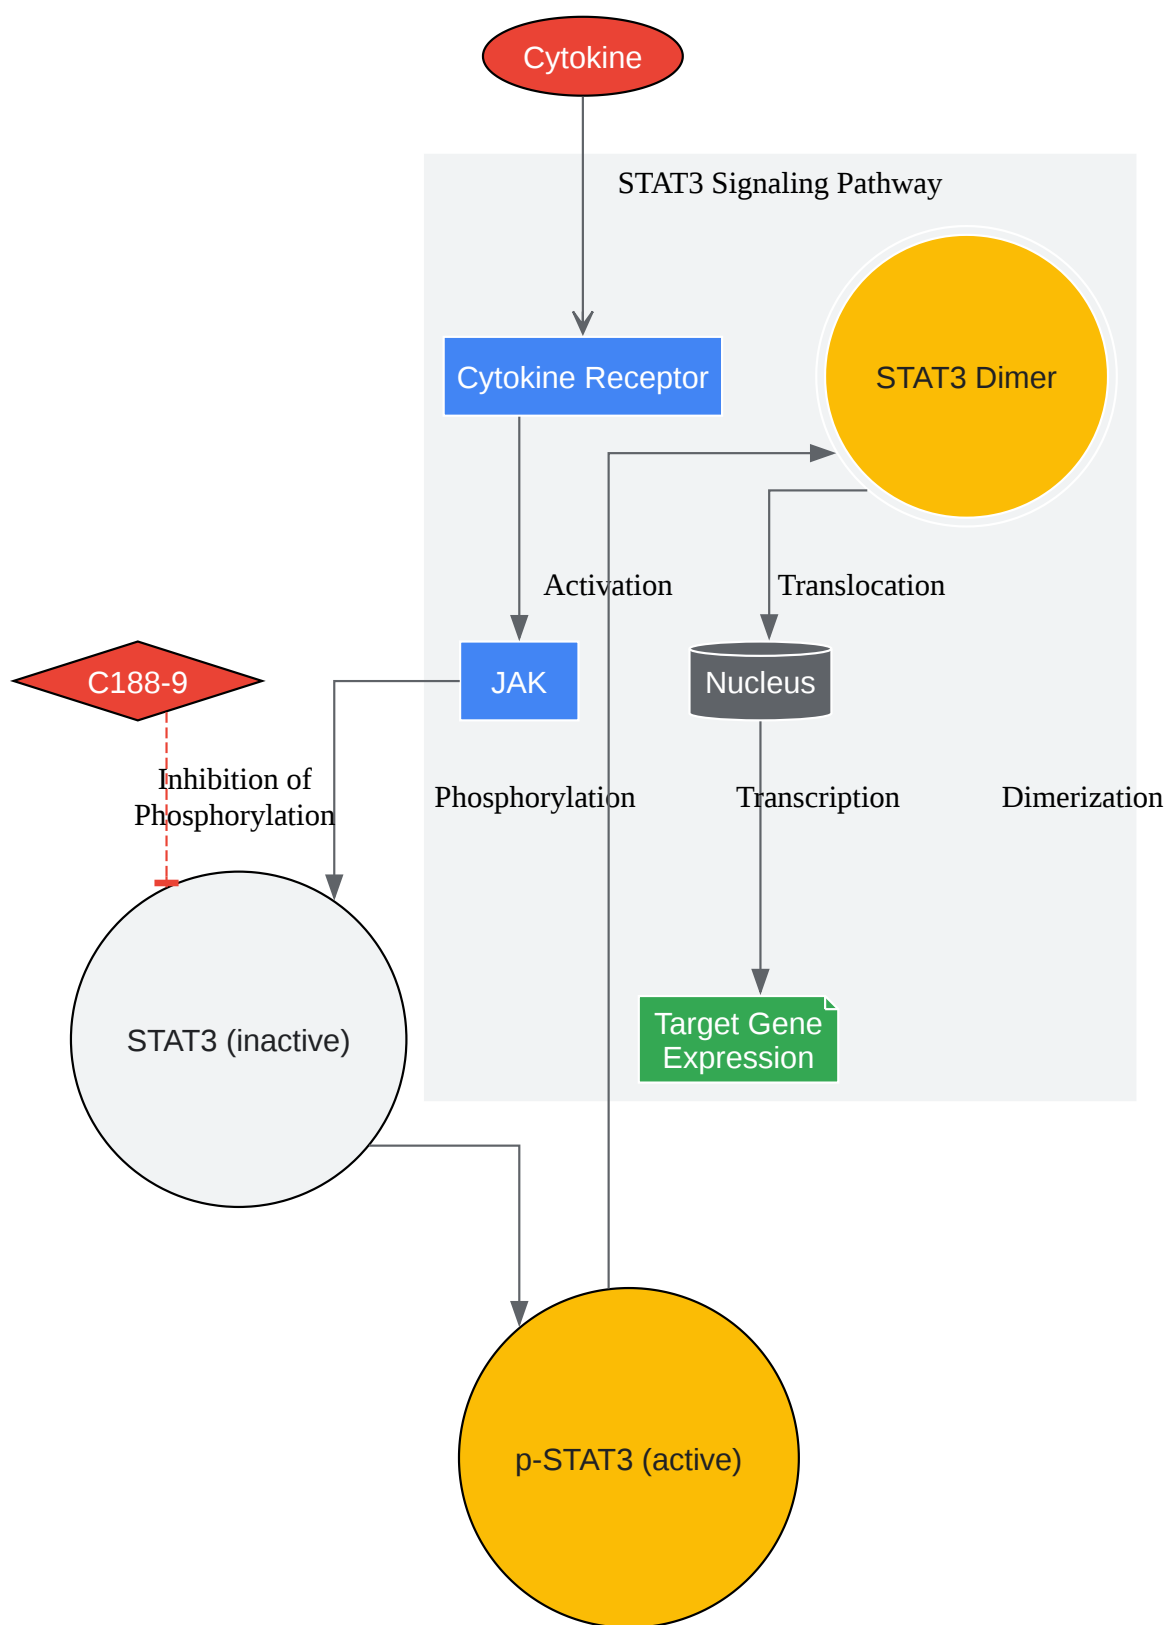 Cytokine
STAT3 Signaling Pathway
Cytokine Receptor
STAT3 Dimer
Activation
Translocation
C188-9
JAK
Nucleus
Inhibition of
Phosphorylation
Phosphorylation
Transcription
Dimerization
STAT3 (inactive)
Target Gene
Expression
p-STAT3 (active)